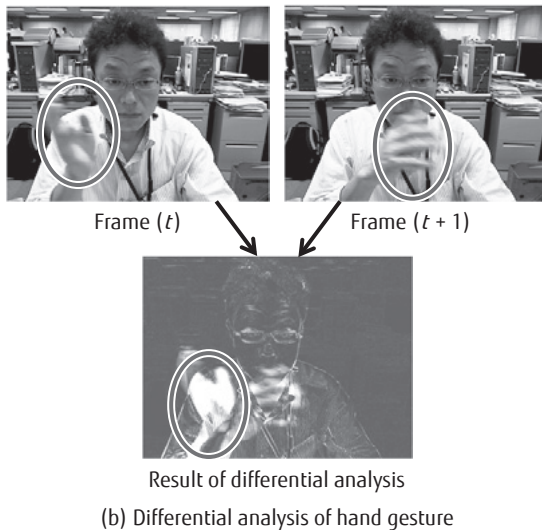 Frame (t)
Frame (t + 1)
Result of differential analysis
(b) Differential analysis of hand gesture